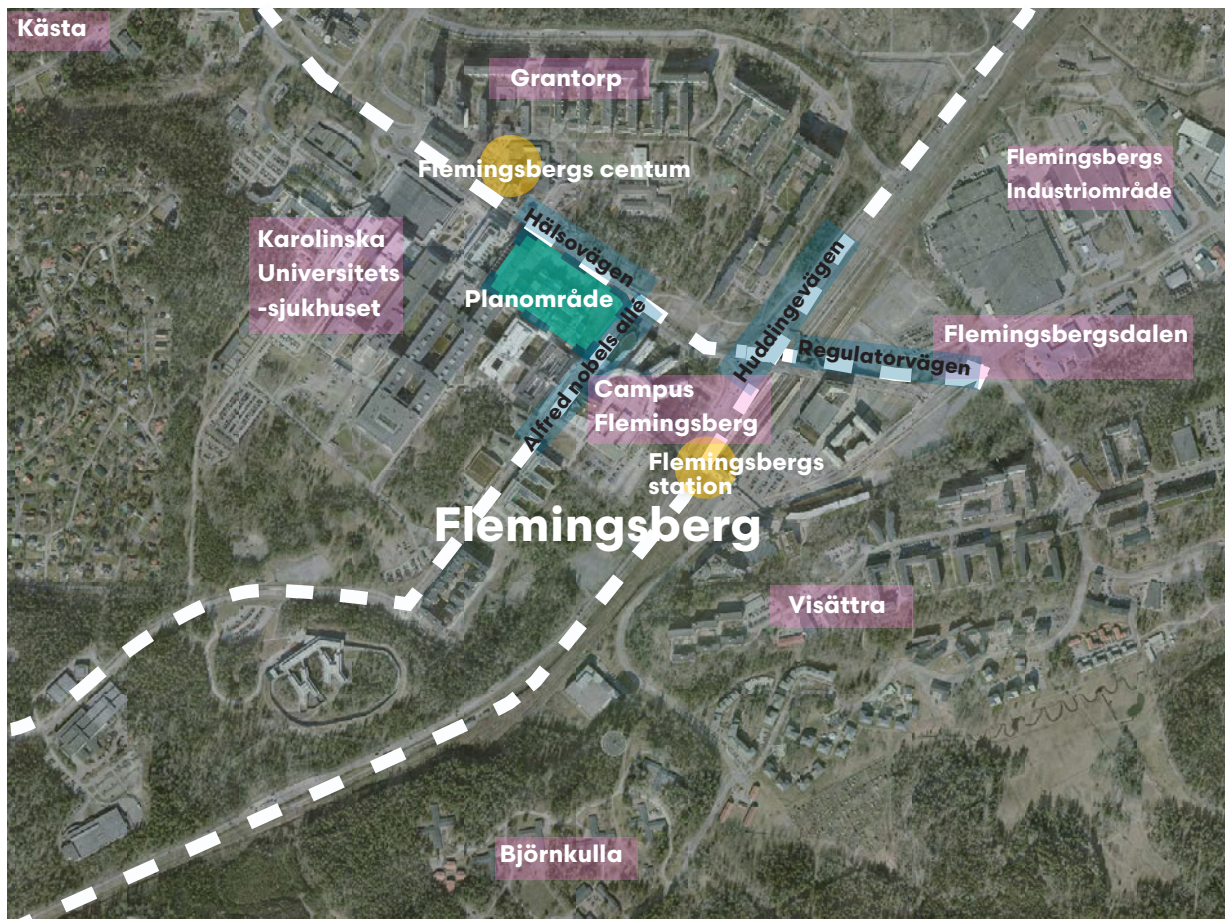 Kästa
Grantorp
Flemingsbergs centum
Flemingsbergs
Industriområde
Karolinska
Universitets
-sjukhuset
Hälsovägen
Planområde
Huddingevägen
Flemingsbergsdalen
Regulatorvägen
Alfred nobels allé
Campus
Flemingsberg
Flemingsbergs
station
Flemingsberg
Visättra
Björnkulla